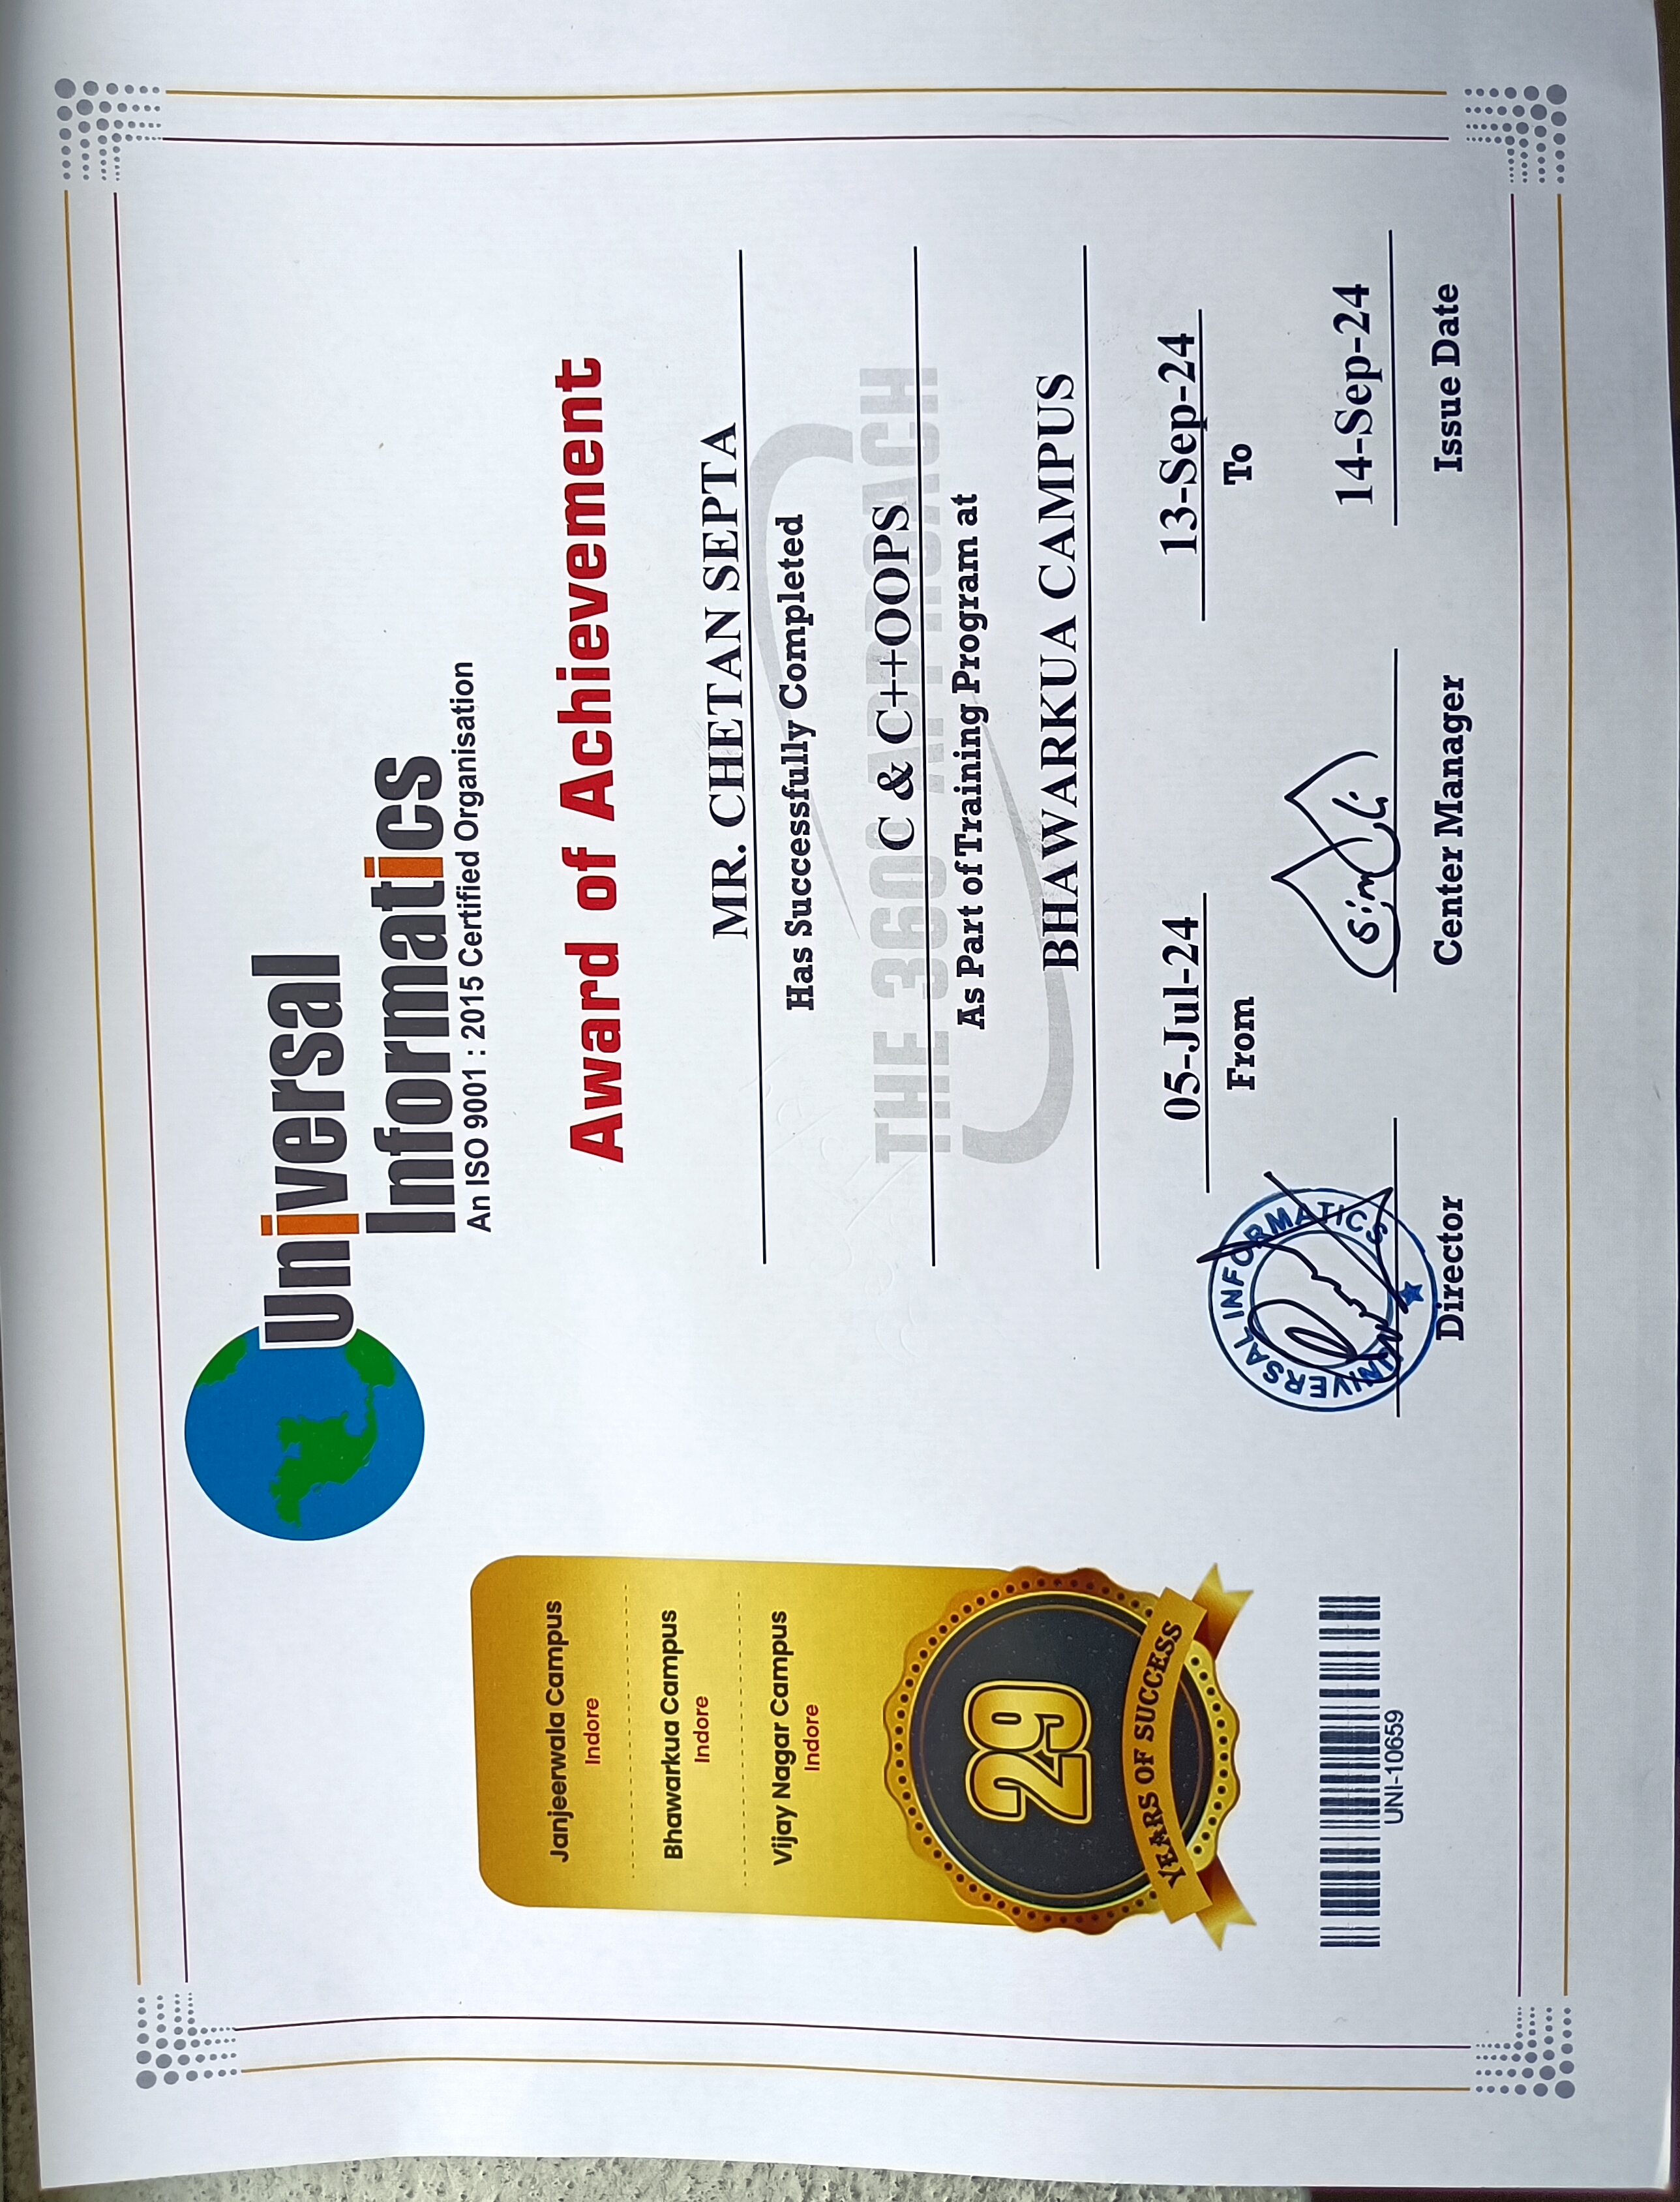 Universal
Informatics
An ISO 9001 : 2015 Certified Organisation
Janjeerwala Campus
Indore
Bhawarkua Campus
Indore
Vijay Nagar Campus
Indore
29
YEARS OF SUCCESS
UNI-10659
Award of Achievement
MR. CHETAN SEPTA
Has Successfully Completed
THE 360° APPROACH
C & C++OOPS
As Part of Training Program at
BHAWARKUA CAMPUS
05-Jul-24
From
13-Sep-24
To
UNIVERSAL INFORMATICS
Director
Center Manager
14-Sep-24
Issue Date